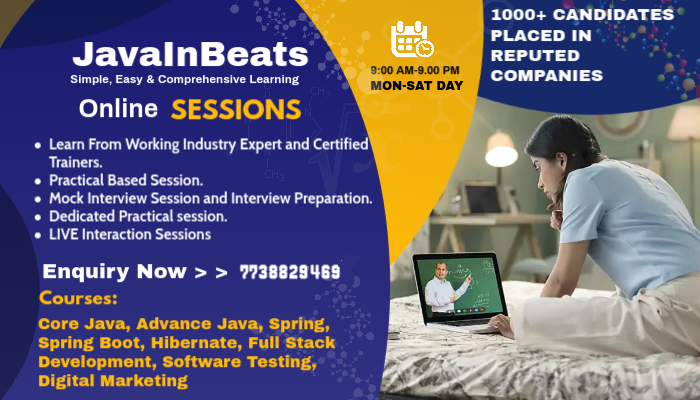 JavaInBeats
Simple, Easy & Comprehensive Learning
Online SESSIONS
• Learn From Working Industry Expert and Certified
Trainers.
• Practical Based Session.
• Mock Interview Session and Interview Preparation.
• Dedicated Practical session.
• LIVE Interaction Sessions
Enquiry Now > > 7738829469
Courses:
Core Java, Advance Java, Spring,
Spring Boot, Hibernate, Full Stack
Development, Software Testing,
Digital Marketing
9:00 AM-9.00 PM
MON-SAT DAY
1000+ CANDIDATES
PLACED IN
REPUTED
COMPANIES